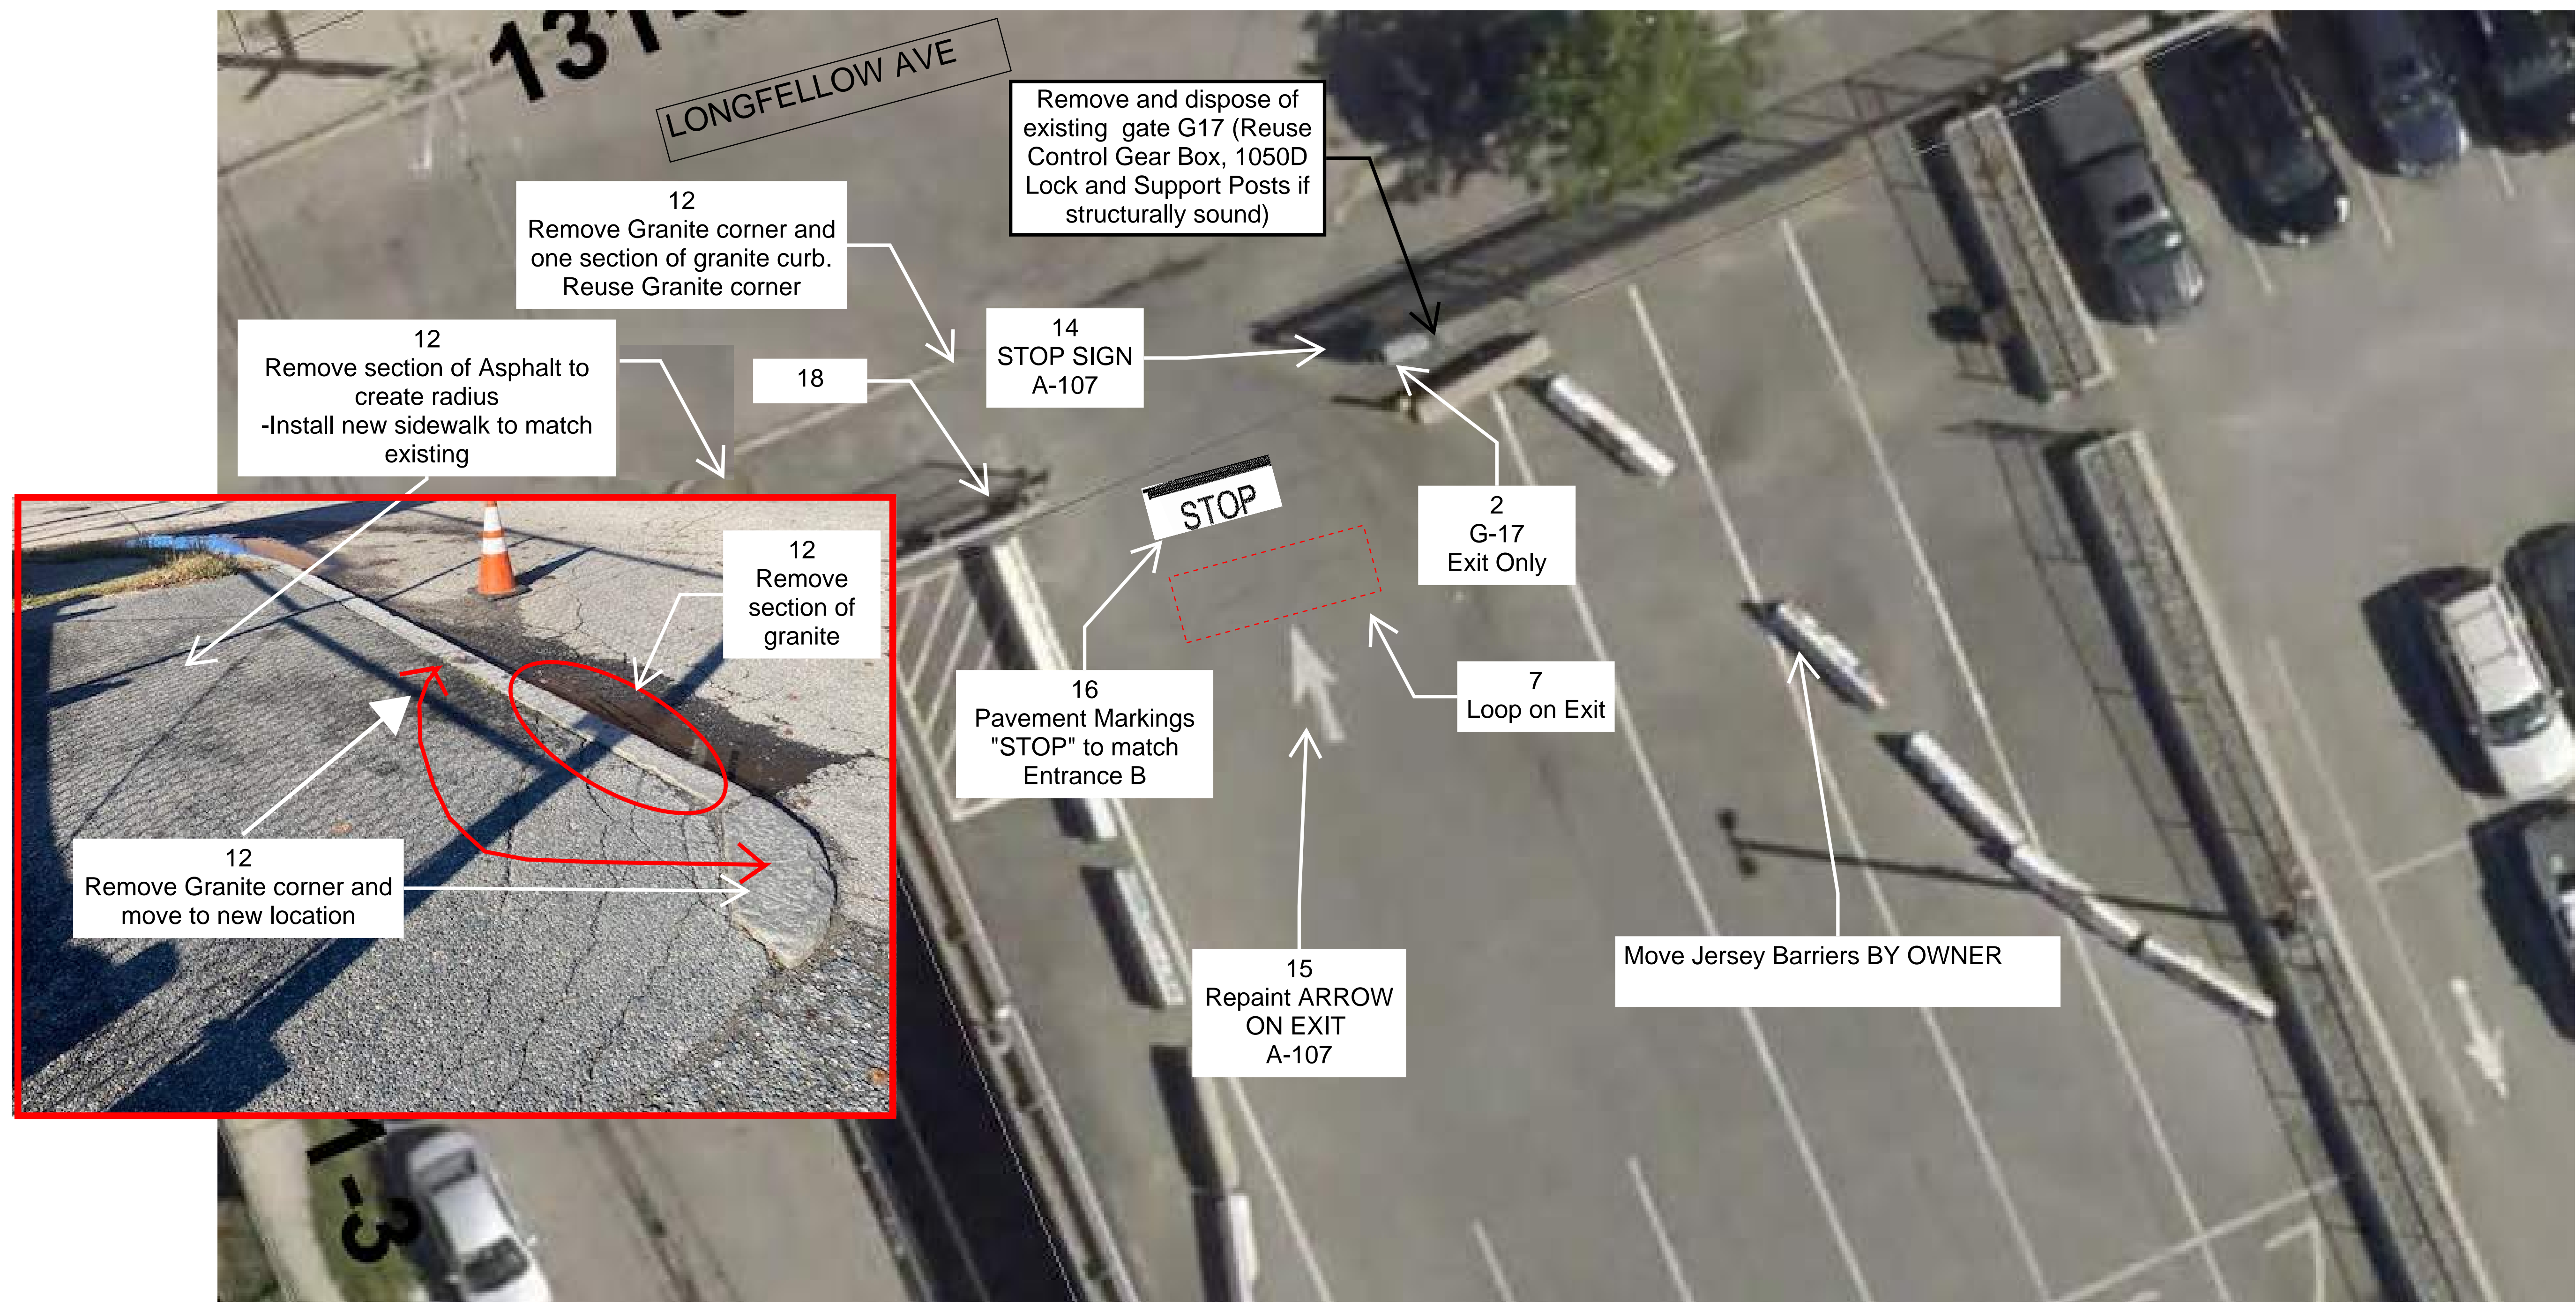 131-
LONGFELLOW AVE
Remove and dispose of
existing gate G17 (Reuse
Control Gear Box, 1050D
Lock and Support Posts if
structurally sound)
12
Remove Granite corner and
one section of granite curb.
Reuse Granite corner
12
Remove section of Asphalt to
create radius
-Install new sidewalk to match
existing
18
14
STOP SIGN
A-107
STOP
2
G-17
Exit Only
12
Remove
section of
granite
16
Pavement Markings
"STOP" to match
Entrance B
7
Loop on Exit
12
Remove Granite corner and
move to new location
15
Repaint ARROW
ON EXIT
A-107
Move Jersey Barriers BY OWNER
-3